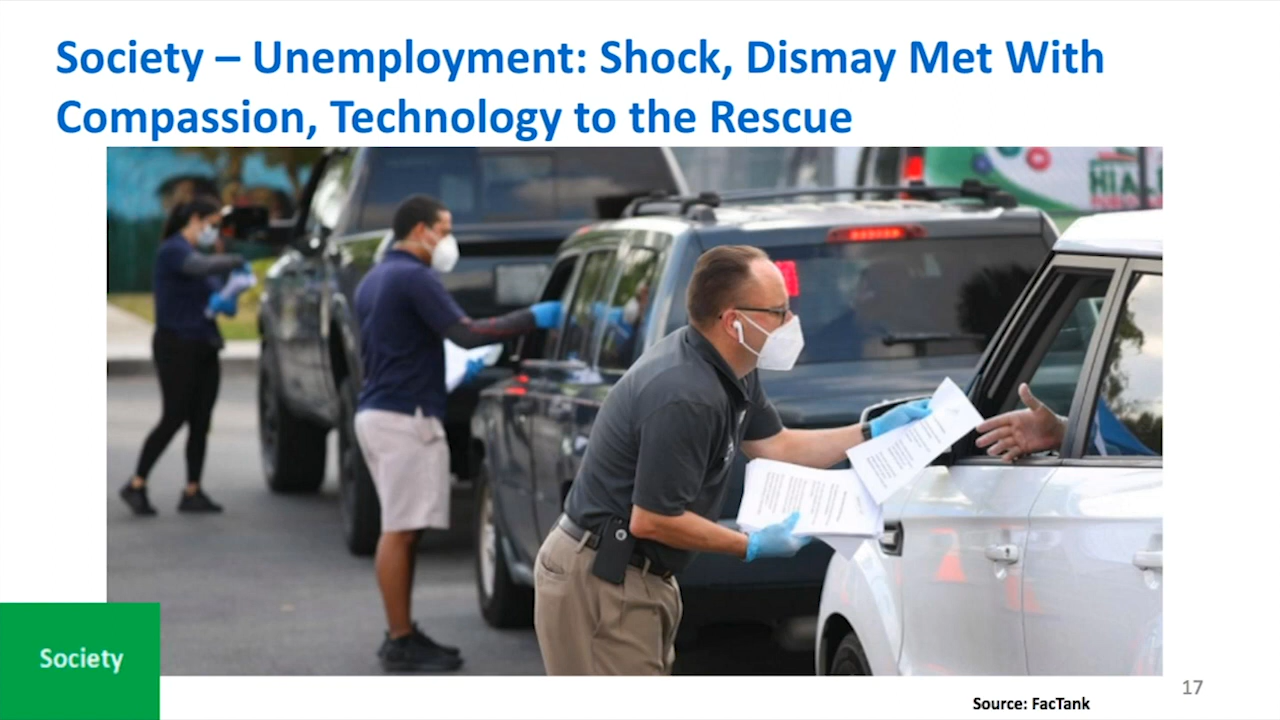 Society – Unemployment: Shock, Dismay Met With
Compassion, Technology to the Rescue
Society
Source: FacTank
17